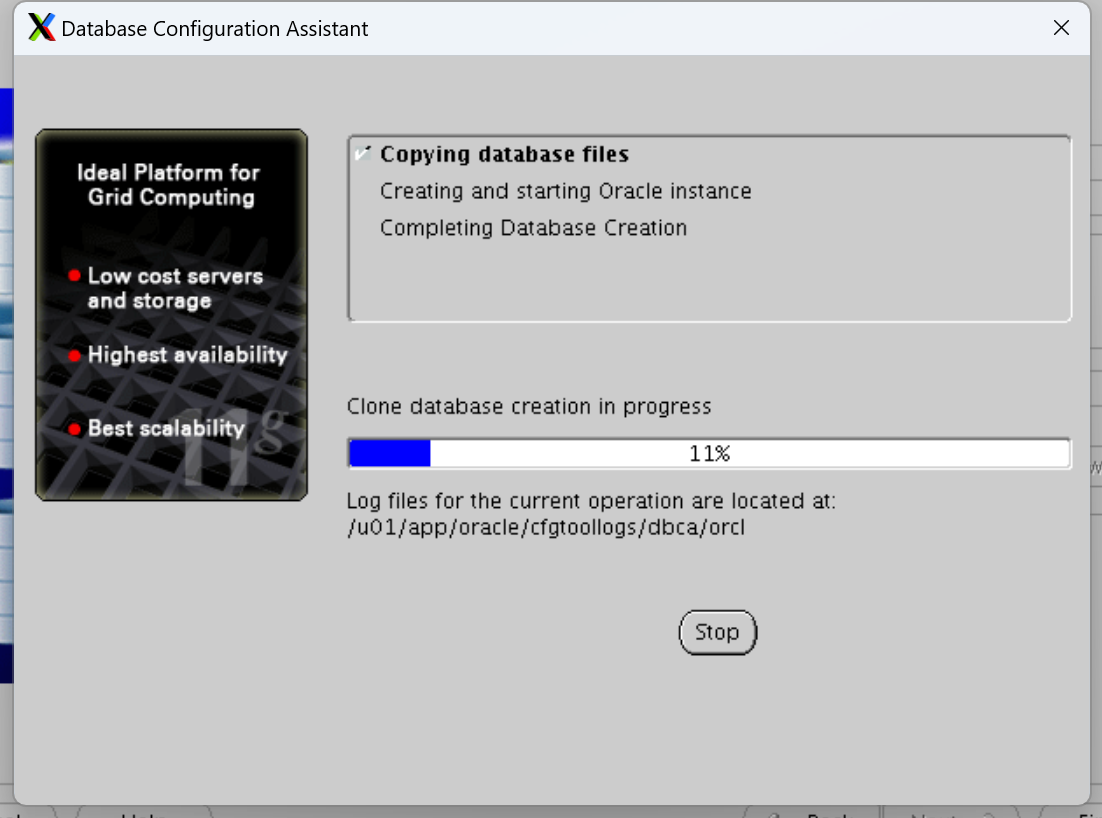 Database Configuration Assistant
Ideal Platform for
Grid Computing
Low cost servers
and storage
Highest availability
Best scalability
11g
Copying database files
Creating and starting Oracle instance
Completing Database Creation
Clone database creation in progress
11%
Log files for the current operation are located at:
/u01/app/oracle/cfgtoollogs/dbca/orcl
Stop